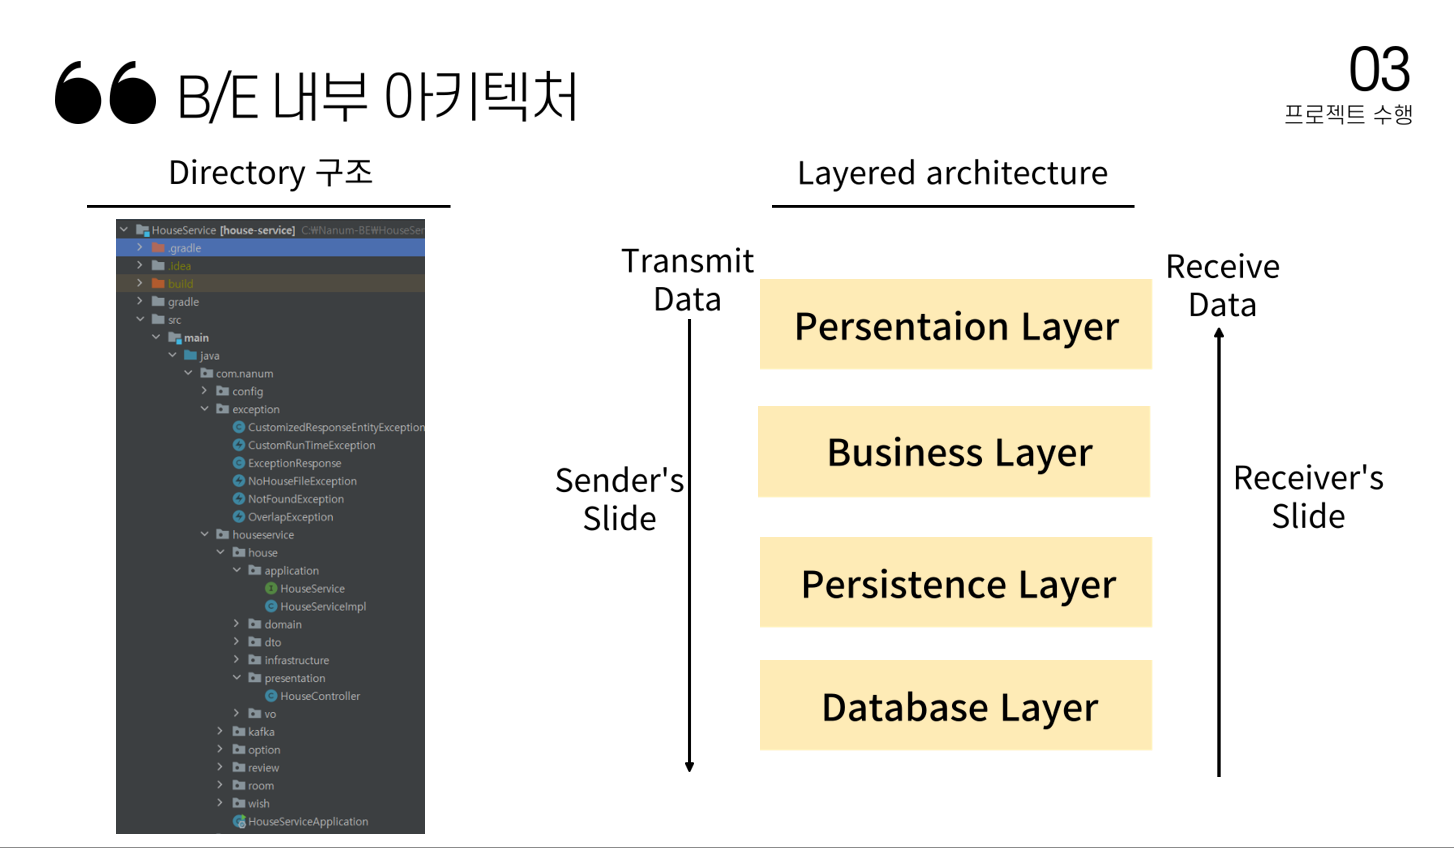 B/E 내부 아키텍처
03
프로젝트 수행
Directory 구조
HouseService [house-service] C:₩Nanum-BE₩HouseSer
.gradle
.idea
build
gradle
src
main
java
com.nanum
config
exception
CustomizedResponseEntityException
CustomRunTimeException
ExceptionResponse
NoHouseFileException
NotFoundException
OverlapException
houseservice
house
application
HouseService
HouseServiceImpl
domain
dto
infrastructure
presentation
HouseController
vo
kafka
option
review
room
wish
HouseServiceApplication
Layered architecture
Transmit
Data
Sender's
Slide
Persentaion Layer
Business Layer
Persistence Layer
Database Layer
Receive
Data
Receiver's
Slide